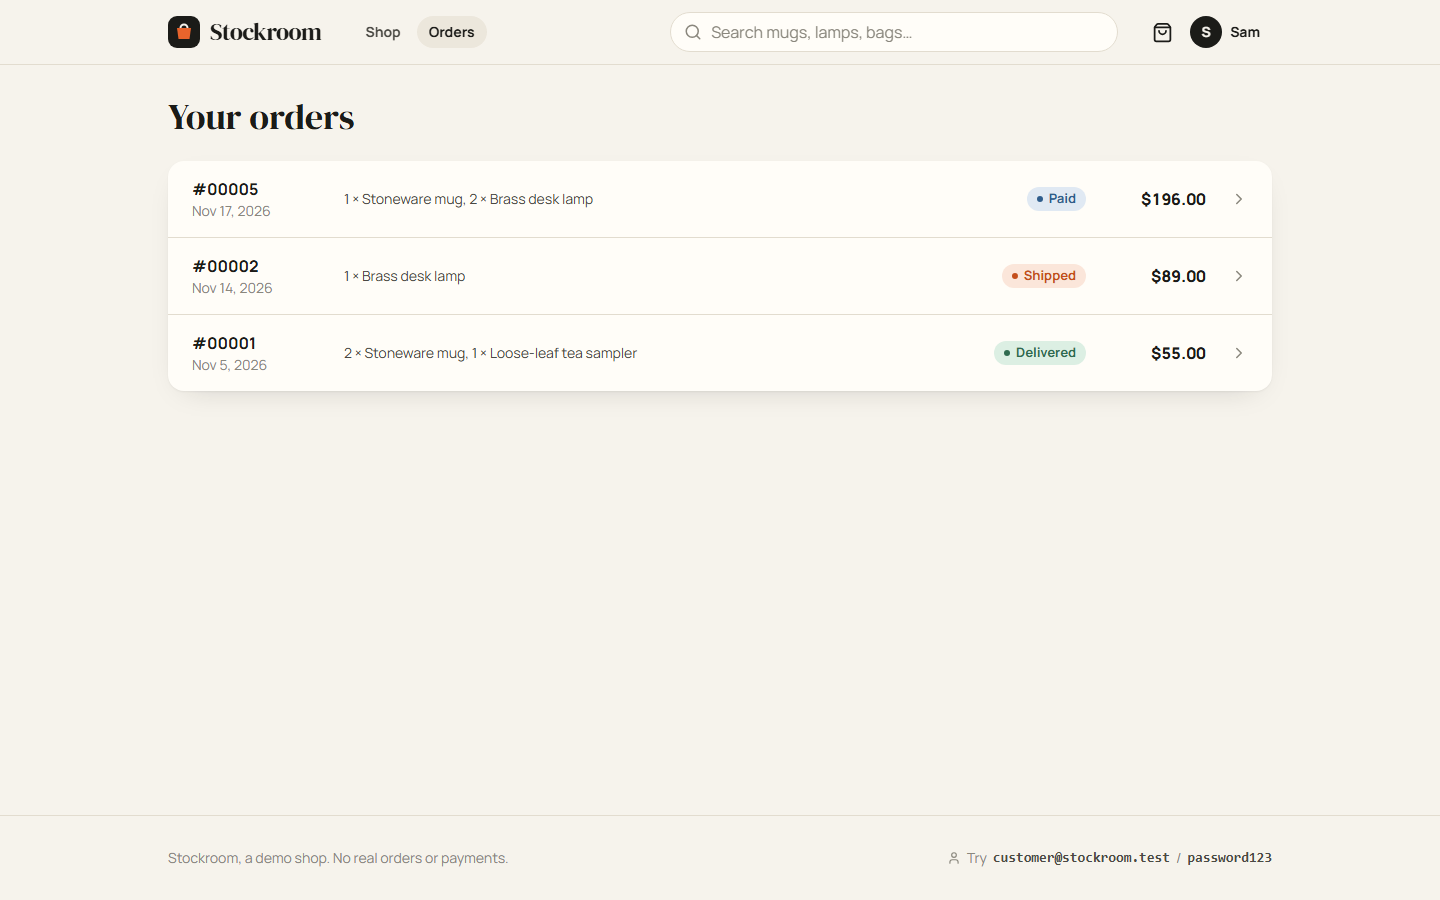 Stockroom Shop Orders Search mugs, lamps, bags... S Sam
Your orders
#00005
Nov 17, 2026
1 × Stoneware mug, 2 × Brass desk lamp
Paid
$196.00
#00002
Nov 14, 2026
1 × Brass desk lamp
Shipped
$89.00
#00001
Nov 5, 2026
2 × Stoneware mug, 1 × Loose-leaf tea sampler
Delivered
$55.00
Stockroom, a demo shop. No real orders or payments.
Try customer@stockroom.test / password123